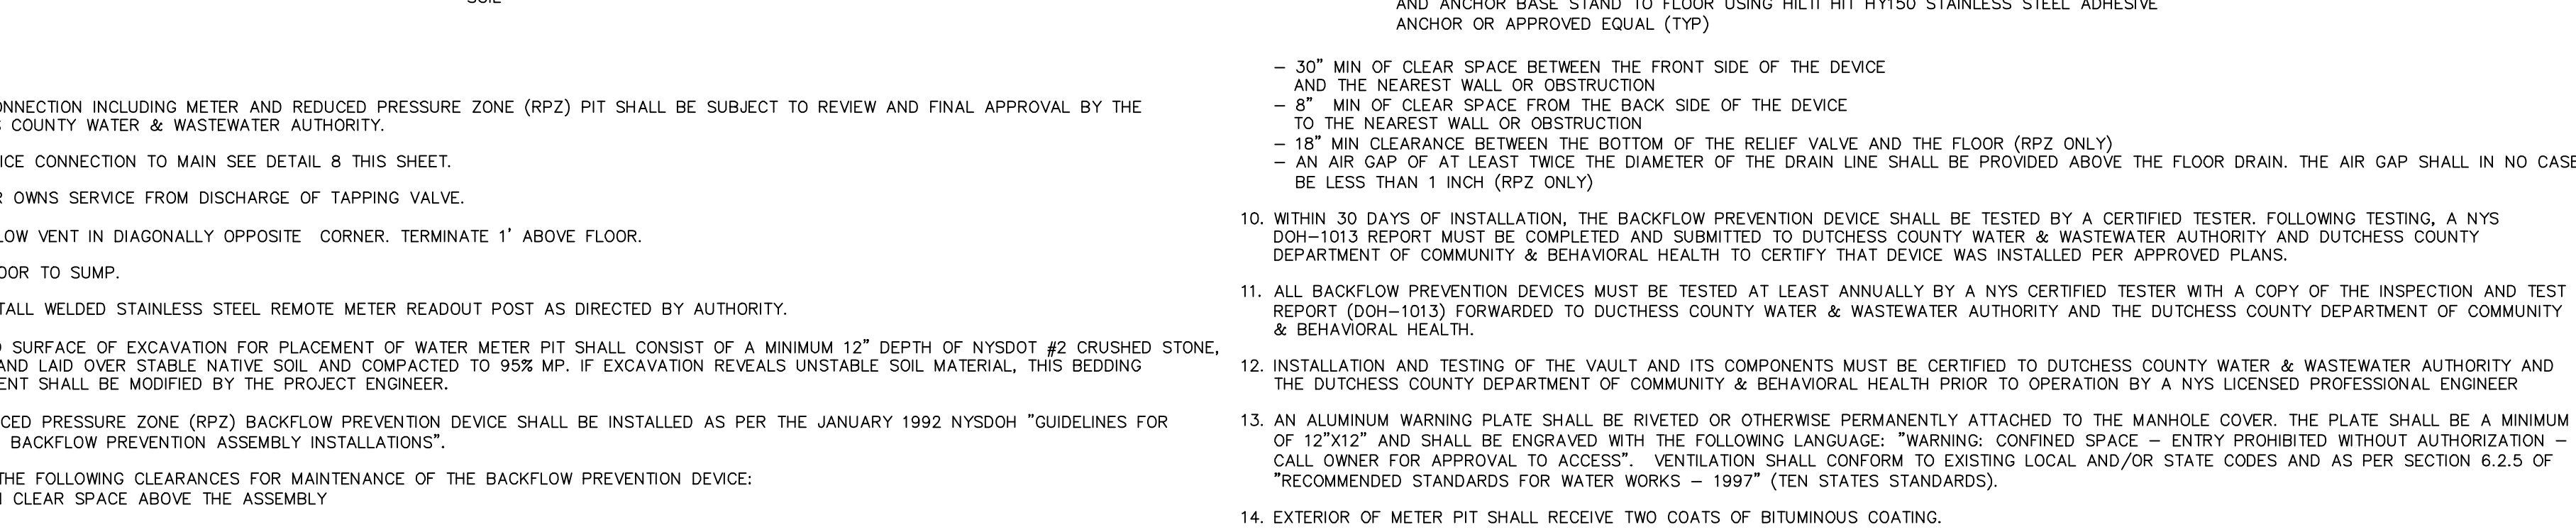 SOIL
ONNECTION INCLUDING METER AND REDUCED PRESSURE ZONE (RPZ) PIT SHALL BE SUBJECT TO REVIEW AND FINAL APPROVAL BY THE
COUNTY WATER & WASTEWATER AUTHORITY.
ICE CONNECTION TO MAIN SEE DETAIL 8 THIS SHEET.
R OWNS SERVICE FROM DISCHARGE OF TAPPING VALVE.
LOW VENT IN DIAGONALLY OPPOSITE CORNER. TERMINATE 1' ABOVE FLOOR.
OOR TO SUMP.
TALL WELDED STAINLESS STEEL REMOTE METER READOUT POST AS DIRECTED BY AUTHORITY.
SURFACE OF EXCAVATION FOR PLACEMENT OF WATER METER PIT SHALL CONSIST OF A MINIMUM 12" DEPTH OF NYSDOT #2 CRUSHED STONE,
AND LAID OVER STABLE NATIVE SOIL AND COMPACTED TO 95% MP. IF EXCAVATION REVEALS UNSTABLE SOIL MATERIAL, THIS BEDDING
ENT SHALL BE MODIFIED BY THE PROJECT ENGINEER.
CED PRESSURE ZONE (RPZ) BACKFLOW PREVENTION DEVICE SHALL BE INSTALLED AS PER THE JANUARY 1992 NYSDOH "GUIDELINES FOR
BACKFLOW PREVENTION ASSEMBLY INSTALLATIONS".
THE FOLLOWING CLEARANCES FOR MAINTENANCE OF THE BACKFLOW PREVENTION DEVICE:
CLEAR SPACE ABOVE THE ASSEMBLY
AND ANCHOR BASE STAND TO FLOOR USING HILTI HIT HY150 STAINLESS STEEL ADHESIVE
ANCHOR OR APPROVED EQUAL (TYP)
– 30" MIN OF CLEAR SPACE BETWEEN THE FRONT SIDE OF THE DEVICE
AND THE NEAREST WALL OR OBSTRUCTION
– 8" MIN OF CLEAR SPACE FROM THE BACK SIDE OF THE DEVICE
TO THE NEAREST WALL OR OBSTRUCTION
– 18" MIN CLEARANCE BETWEEN THE BOTTOM OF THE RELIEF VALVE AND THE FLOOR (RPZ ONLY)
– AN AIR GAP OF AT LEAST TWICE THE DIAMETER OF THE DRAIN LINE SHALL BE PROVIDED ABOVE THE FLOOR DRAIN. THE AIR GAP SHALL IN NO CASE
BE LESS THAN 1 INCH (RPZ ONLY)
10. WITHIN 30 DAYS OF INSTALLATION, THE BACKFLOW PREVENTION DEVICE SHALL BE TESTED BY A CERTIFIED TESTER. FOLLOWING TESTING, A NYS
DOH–1013 REPORT MUST BE COMPLETED AND SUBMITTED TO DUTCHESS COUNTY WATER & WASTEWATER AUTHORITY AND DUTCHESS COUNTY
DEPARTMENT OF COMMUNITY & BEHAVIORAL HEALTH TO CERTIFY THAT DEVICE WAS INSTALLED PER APPROVED PLANS.
11. ALL BACKFLOW PREVENTION DEVICES MUST BE TESTED AT LEAST ANNUALLY BY A NYS CERTIFIED TESTER WITH A COPY OF THE INSPECTION AND TEST
REPORT (DOH–1013) FORWARDED TO DUCTHESS COUNTY WATER & WASTEWATER AUTHORITY AND THE DUTCHESS COUNTY DEPARTMENT OF COMMUNITY
& BEHAVIORAL HEALTH.
12. INSTALLATION AND TESTING OF THE VAULT AND ITS COMPONENTS MUST BE CERTIFIED TO DUTCHESS COUNTY WATER & WASTEWATER AUTHORITY AND
THE DUTCHESS COUNTY DEPARTMENT OF COMMUNITY & BEHAVIORAL HEALTH PRIOR TO OPERATION BY A NYS LICENSED PROFESSIONAL ENGINEER
13. AN ALUMINUM WARNING PLATE SHALL BE RIVETED OR OTHERWISE PERMANENTLY ATTACHED TO THE MANHOLE COVER. THE PLATE SHALL BE A MINIMUM
OF 12"X12" AND SHALL BE ENGRAVED WITH THE FOLLOWING LANGUAGE: "WARNING: CONFINED SPACE – ENTRY PROHIBITED WITHOUT AUTHORIZATION –
CALL OWNER FOR APPROVAL TO ACCESS". VENTILATION SHALL CONFORM TO EXISTING LOCAL AND/OR STATE CODES AND AS PER SECTION 6.2.5 OF
"RECOMMENDED STANDARDS FOR WATER WORKS – 1997" (TEN STATES STANDARDS).
14. EXTERIOR OF METER PIT SHALL RECEIVE TWO COATS OF BITUMINOUS COATING.